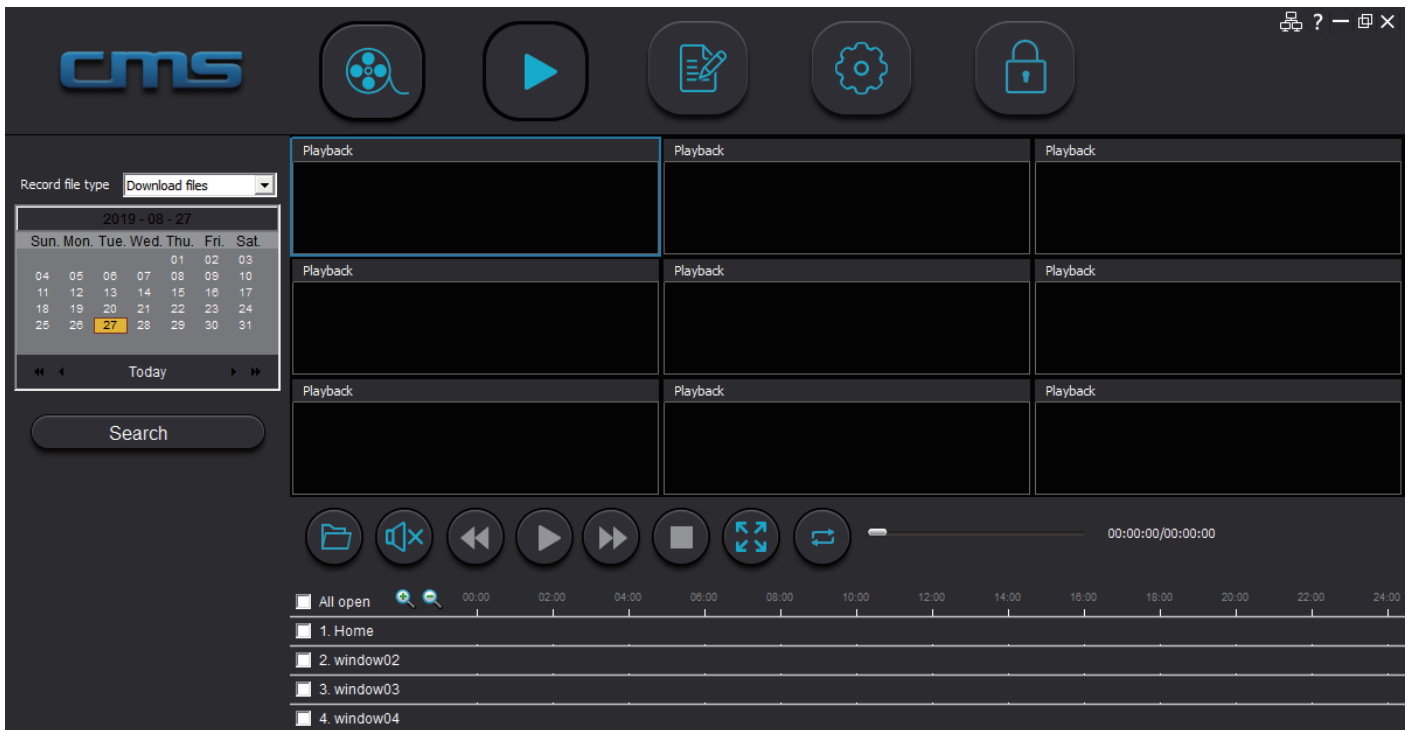 cms
?
Playback Playback Playback
Record file type Download files
2019 - 08 - 27
Sun. Mon. Tue. Wed. Thu. Fri. Sat.
01 02 03
04 05 06 07 08 09 10
11 12 13 14 15 16 17
18 19 20 21 22 23 24
25 26 27 28 29 30 31
Today
Search
Playback Playback Playback
Playback Playback Playback
00:00:00/00:00:00
All open 00:00 02:00 04:00 06:00 08:00 10:00 12:00 14:00 16:00 18:00 20:00 22:00 24:00
1. Home
2. window02
3. window03
4. window04